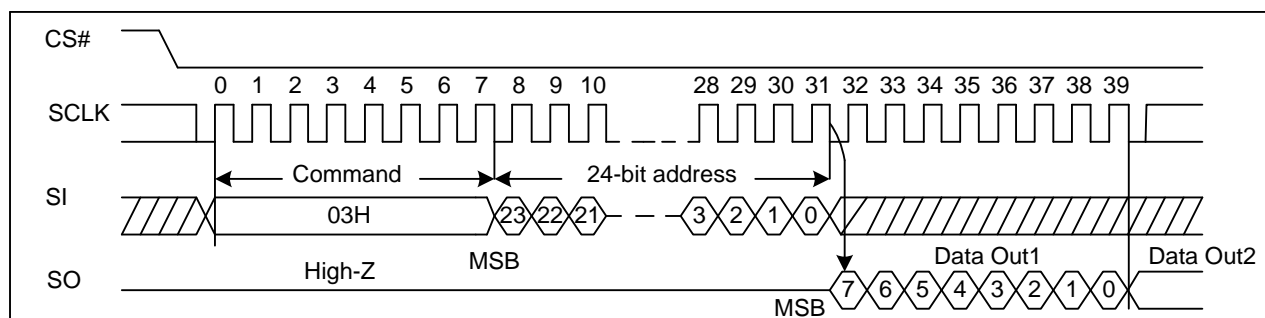 CS#
0 1 2 3 4 5 6 7 8 9 10 28 29 30 31 32 33 34 35 36 37 38 39
SCLK
Command 24-bit address
SI 03H 23 22 21 3 2 1 0
High-Z MSB Data Out1 Data Out2
SO MSB 7 6 5 4 3 2 1 0